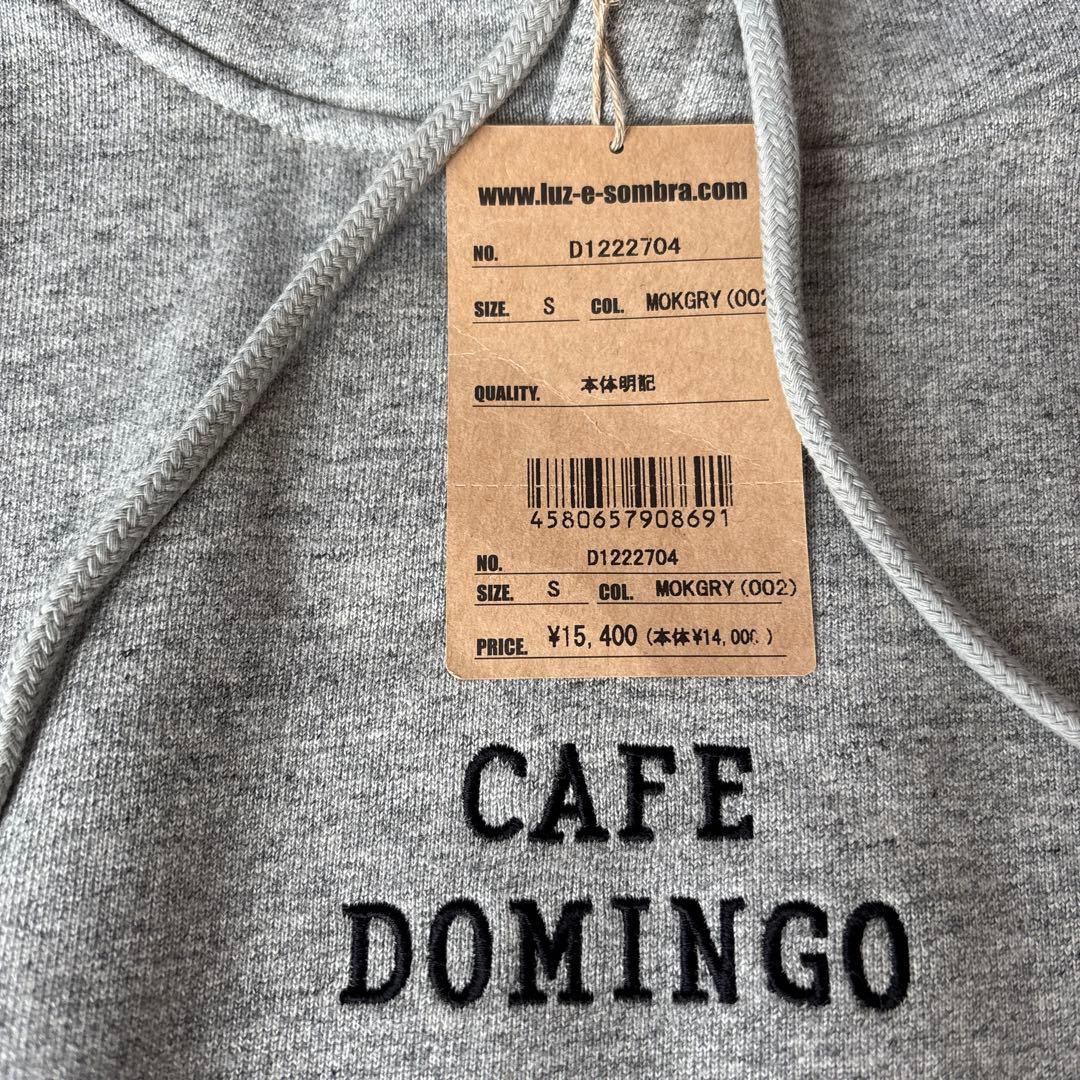 www.luz-e-sombra.com
NO. D1222704
SIZE. S COL. MOKGRY (002
QUALITY. 本体明記
4580657908691
NO. D1222704
SIZE. S COL. MOKGRY (002)
PRICE. ¥15,400 (本体¥14,000)
CAFE
DOMINGO